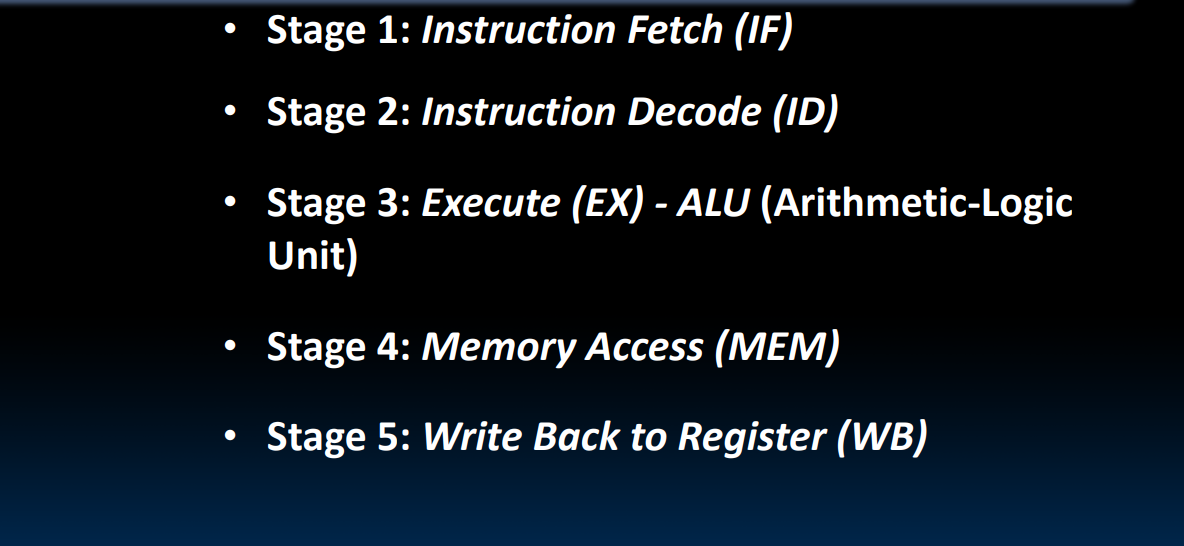 • Stage 1: Instruction Fetch (IF)
• Stage 2: Instruction Decode (ID)
• Stage 3: Execute (EX) - ALU (Arithmetic-Logic
Unit)
• Stage 4: Memory Access (MEM)
• Stage 5: Write Back to Register (WB)